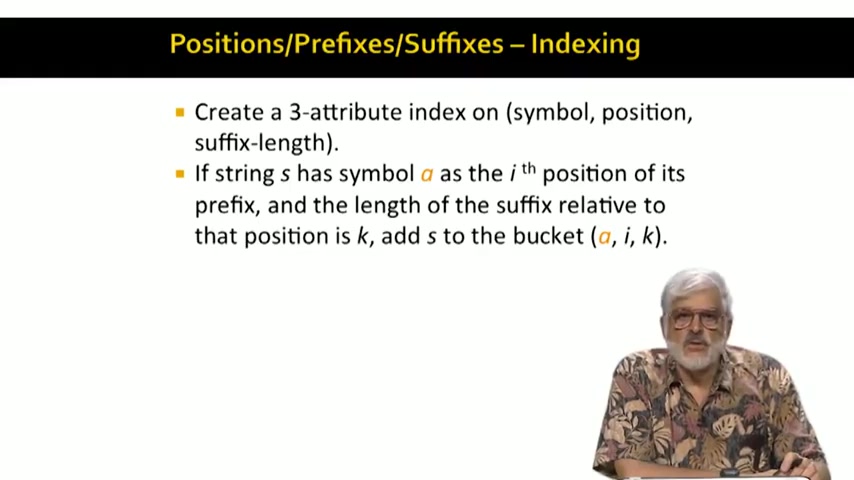 Positions/Prefixes/Suffixes – Indexing
▪ Create a 3-attribute index on (symbol, position,
suffix-length).
▪ If string s has symbol a as the i th position of its
prefix, and the length of the suffix relative to
that position is k, add s to the bucket (a, i, k).